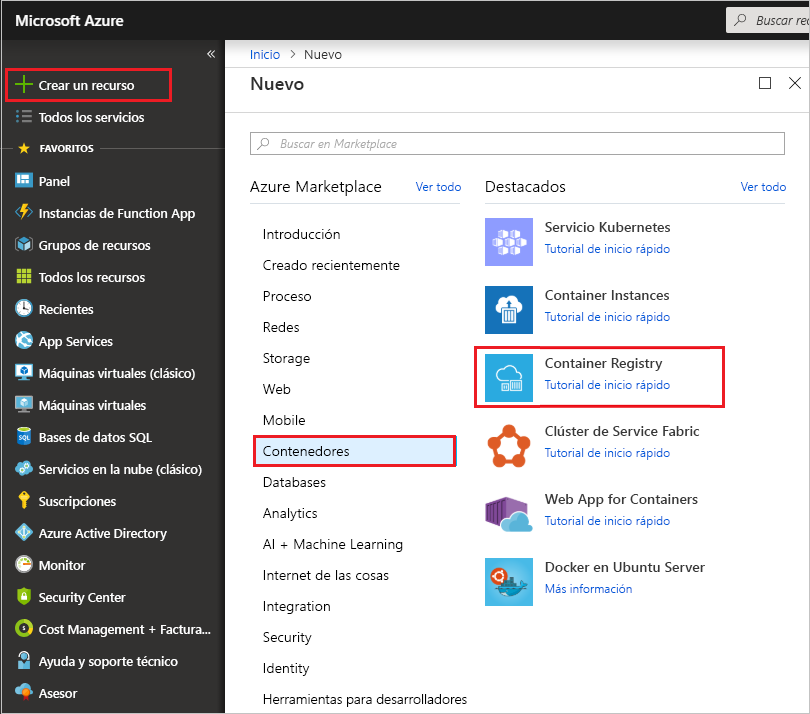 Microsoft Azure
Buscar rec
«
Crear un recurso
Todos los servicios
FAVORITOS
Panel
Instancias de Function App
Grupos de recursos
Todos los recursos
Recientes
App Services
Máquinas virtuales (clásico)
Máquinas virtuales
Bases de datos SQL
Servicios en la nube (clásico)
Suscripciones
Azure Active Directory
Monitor
Security Center
Cost Management + Factura...
Ayuda y soporte técnico
Asesor
Inicio > Nuevo
Nuevo
Buscar en Marketplace
Azure Marketplace Ver todo
Introducción
Creado recientemente
Proceso
Redes
Storage
Web
Mobile
Contenedores
Databases
Analytics
AI + Machine Learning
Internet de las cosas
Integration
Security
Identity
Herramientas para desarrolladores
Destacados Ver todo
Servicio Kubernetes
Tutorial de inicio rápido
Container Instances
Tutorial de inicio rápido
Container Registry
Tutorial de inicio rápido
Clúster de Service Fabric
Tutorial de inicio rápido
Web App for Containers
Tutorial de inicio rápido
Docker en Ubuntu Server
Más información